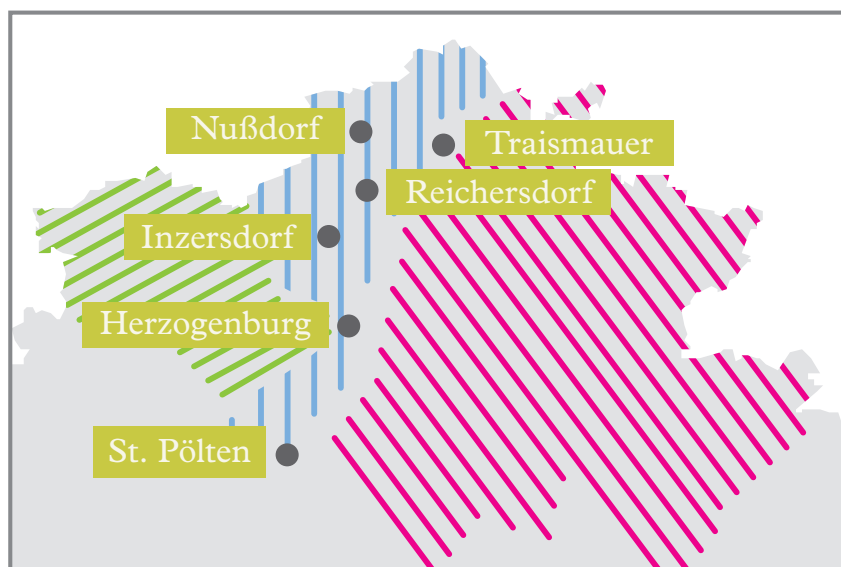 Nußdorf
Traismauer
Reichersdorf
Inzersdorf
Herzogenburg
St. Pölten